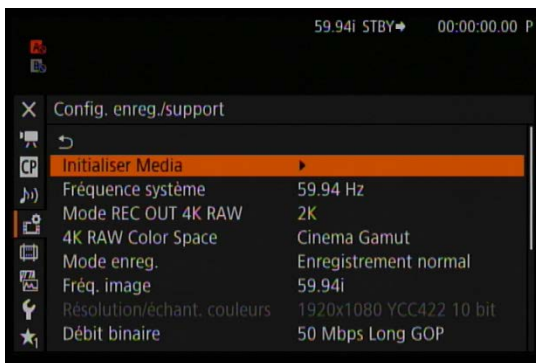 59.94i STBY➡ 00:00:00.00 P
A
B
Config. enreg./support
CP
Initialiser Media
Fréquence système 59.94 Hz
Mode REC OUT 4K RAW 2K
4K RAW Color Space Cinema Gamut
Mode enreg. Enregistrement normal
Fréq. image 59.94i
Résolution/échant. couleurs 1920x1080 YCC422 10 bit
Débit binaire 50 Mbps Long GOP
★1